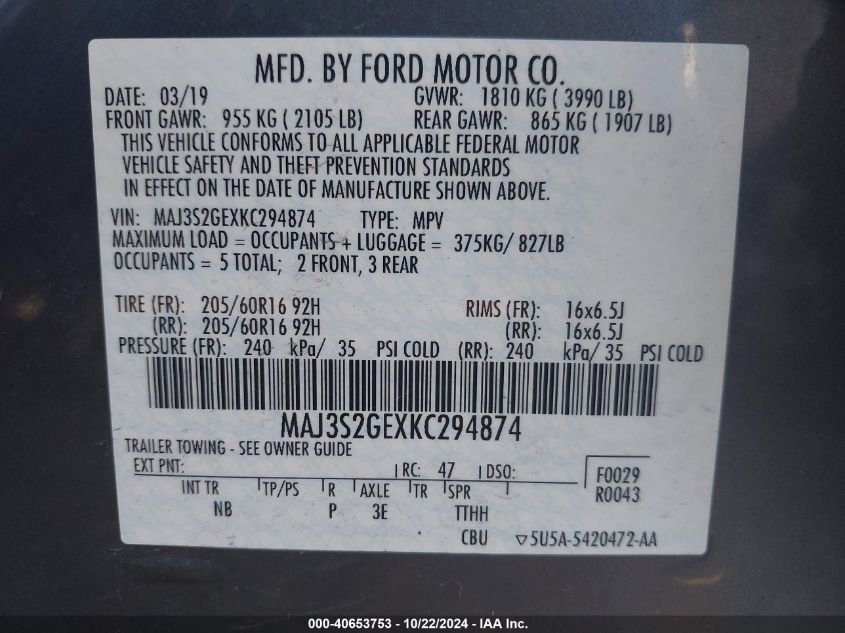 MFD. BY FORD MOTOR CO.
DATE: 03/19 GVWR: 1810 KG ( 3990 LB)
FRONT GAWR: 955 KG ( 2105 LB) REAR GAWR: 865 KG ( 1907 LB)
THIS VEHICLE CONFORMS TO ALL APPLICABLE FEDERAL MOTOR
VEHICLE SAFETY AND THEFT PREVENTION STANDARDS
IN EFFECT ON THE DATE OF MANUFACTURE SHOWN ABOVE.
VIN: MAJ3S2GEXKC294874 TYPE: MPV
MAXIMUM LOAD = OCCUPANTS + LUGGAGE = 375KG/ 827LB
OCCUPANTS = 5 TOTAL; 2 FRONT, 3 REAR
TIRE (FR): 205/60R16 92H RIMS (FR): 16x6.5J
(RR): 205/60R16 92H (RR): 16x6.5J
PRESSURE (FR): 240 kPa/ 35 PSI COLD (RR): 240 kPa/ 35 PSI COLD
MAJ3S2GEXKC294874
TRAILER TOWING - SEE OWNER GUIDE
EXT PNT: RC: 47 DSO: F0029
R0043
INT TR TP/PS R AXLE TR SPR
NB P 3E TTHH
CBU ▽5U5A-5420472-AA
000-40653753 - 10/22/2024 - IAA Inc.